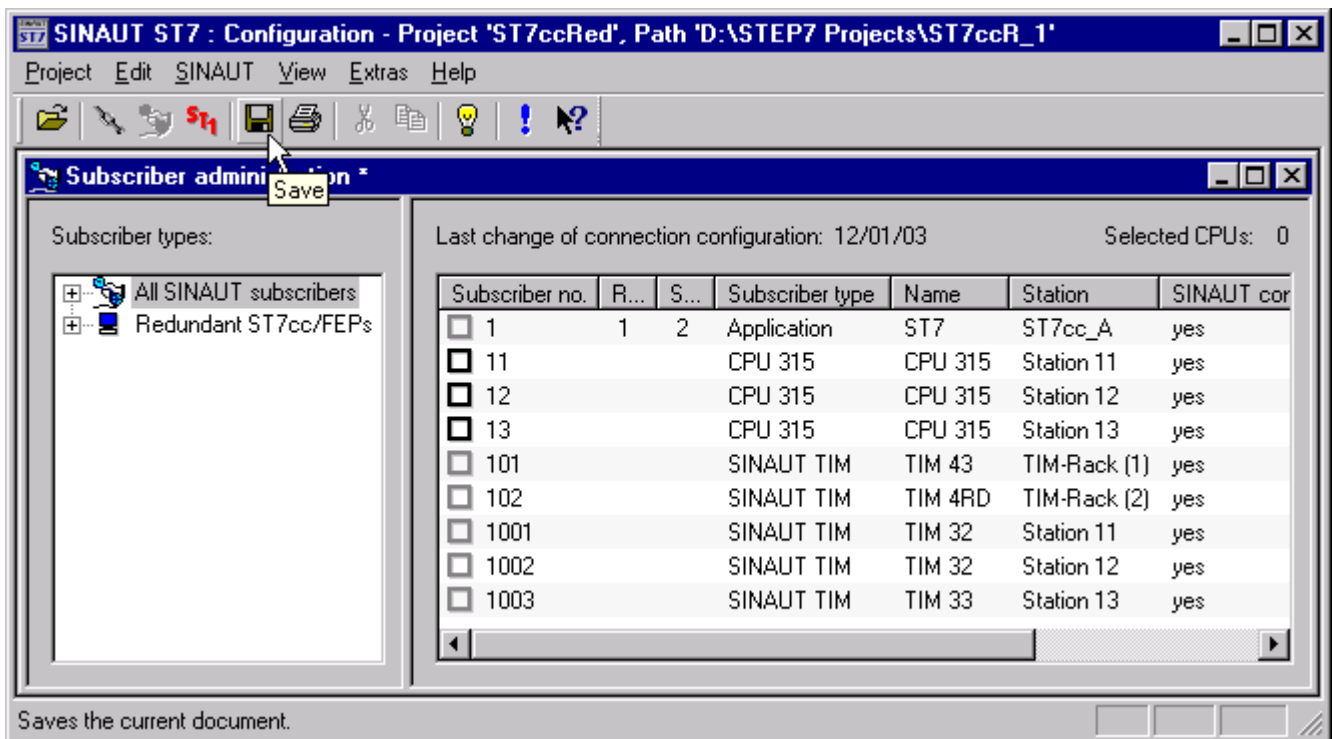 SINAUT ST7 : Configuration - Project 'ST7ccRed', Path 'D:\STEP7 Projects\ST7ccR_1'
Project Edit SINAUT View Extras Help
Subscriber admini on *
Save
Subscriber types:
All SINAUT subscribers
Redundant ST7cc/FEPs
Last change of connection configuration: 12/01/03 Selected CPUs: 0
Subscriber no. R... S... Subscriber type Name Station SINAUT cor
1 1 2 Application ST7 ST7cc_A yes
11 CPU 315 CPU 315 Station 11 yes
12 CPU 315 CPU 315 Station 12 yes
13 CPU 315 CPU 315 Station 13 yes
101 SINAUT TIM TIM 43 TIM-Rack (1) yes
102 SINAUT TIM TIM 4RD TIM-Rack (2) yes
1001 SINAUT TIM TIM 32 Station 11 yes
1002 SINAUT TIM TIM 32 Station 12 yes
1003 SINAUT TIM TIM 33 Station 13 yes
Saves the current document.